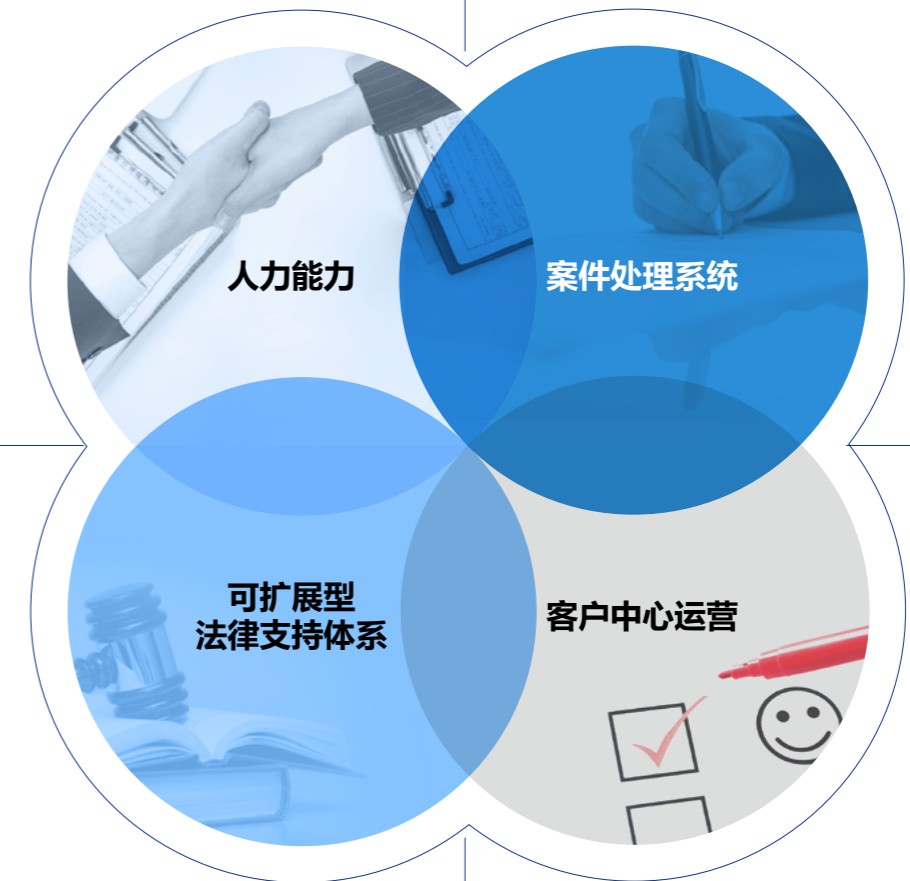 人力能力
案件处理系统
可扩展型
法律支持体系
客户中心运营